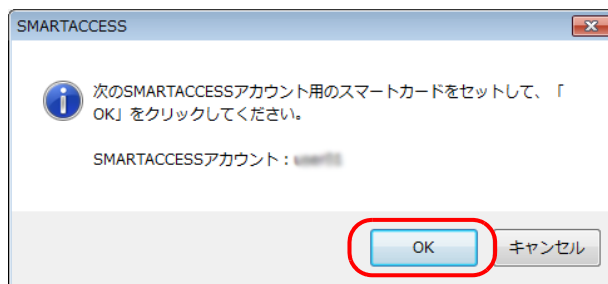 SMARTACCESS
次のSMARTACCESSアカウント用のスマートカードをセットして、「
OK」をクリックしてください。
SMARTACCESSアカウント：
OK
キャンセル